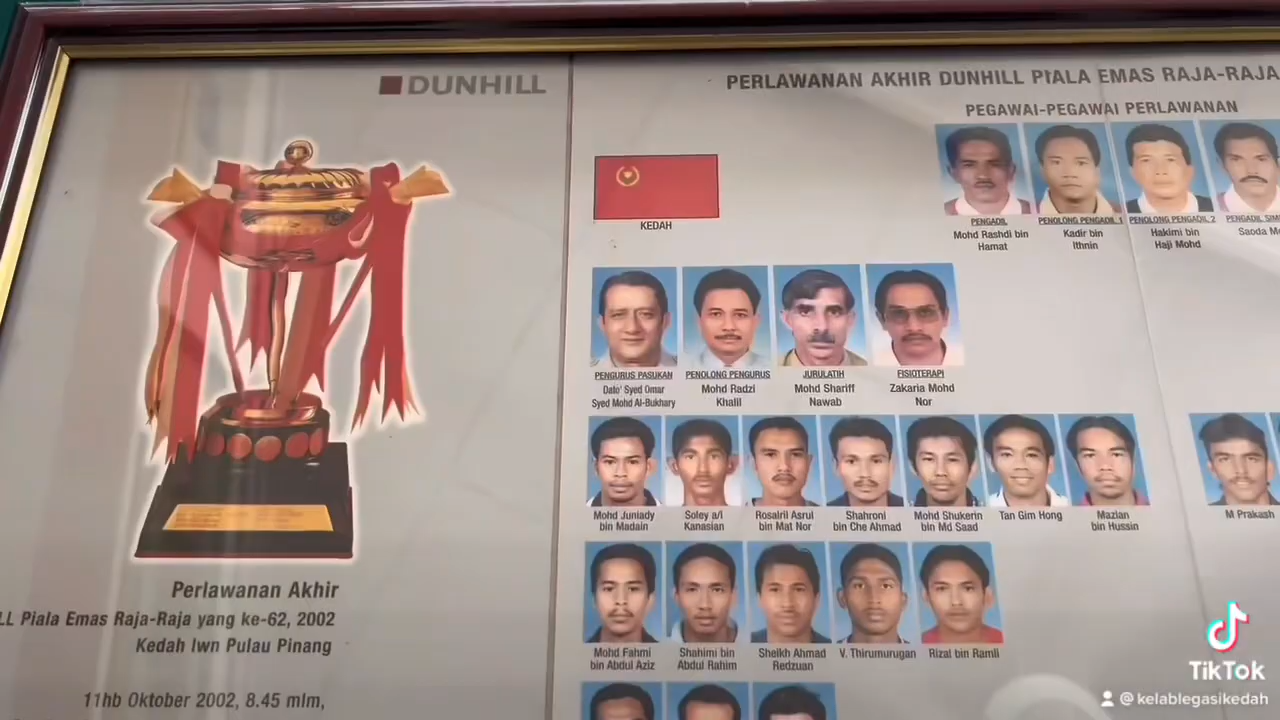 DUNHILL
PERLAWANAN AKHIR DUNHILL PIALA EMAS RAJA-RAJA
PEGAWAI-PEGAWAI PERLAWANAN
KEDAH
PENGADIL
Mohd Rashdi bin
Hamat
PENOLONG PENGADIL 1
Kadir bin
Ithnin
PENOLONG PENGADIL 2
Hakimi bin
Haji Mohd
PENGADIL
Saoda
PENGURUS PASUKAN
Dato' Syed Omar
Syed Mohd Al-Bukhary
PENOLONG PENGURUS
Mohd Radzi
Khalil
JURULATIH
Mohd Shariff
Nawab
FISIOTERAPI
Zakaria Mohd
Nor
Mohd Juniady
bin Madain
Soley a/l
Kanasian
Rosalril Asrul
bin Mat Nor
Shahroni
bin Che Ahmad
Mohd Shukerin
bin Md Saad
Tan Gim Hong
Mazlan
bin Hussin
M Prakash
Mohd Fahmi
bin Abdul Aziz
Shahimi bin
Abdul Rahim
Sheikh Ahmad
Redzuan
V. Thirumurugan
Rizal bin Ramli
Perlawanan Akhir
LL Piala Emas Raja-Raja yang ke-62, 2002
Kedah lwn Pulau Pinang
11hb Oktober 2002, 8.45 mlm,
TikTok
@kelablegasikedah